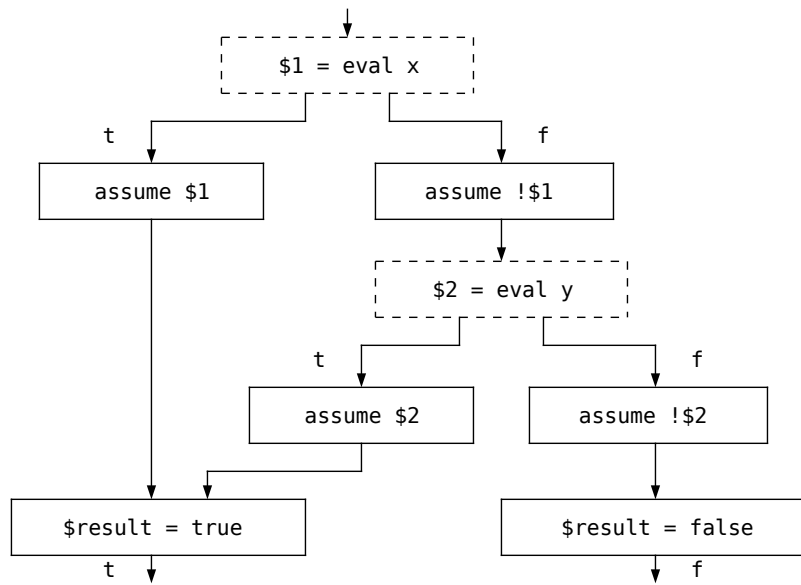 $1 = eval x
t
f
assume $1
assume !$1
$2 = eval y
t
f
assume $2
assume !$2
$result = true
$result = false
t
f